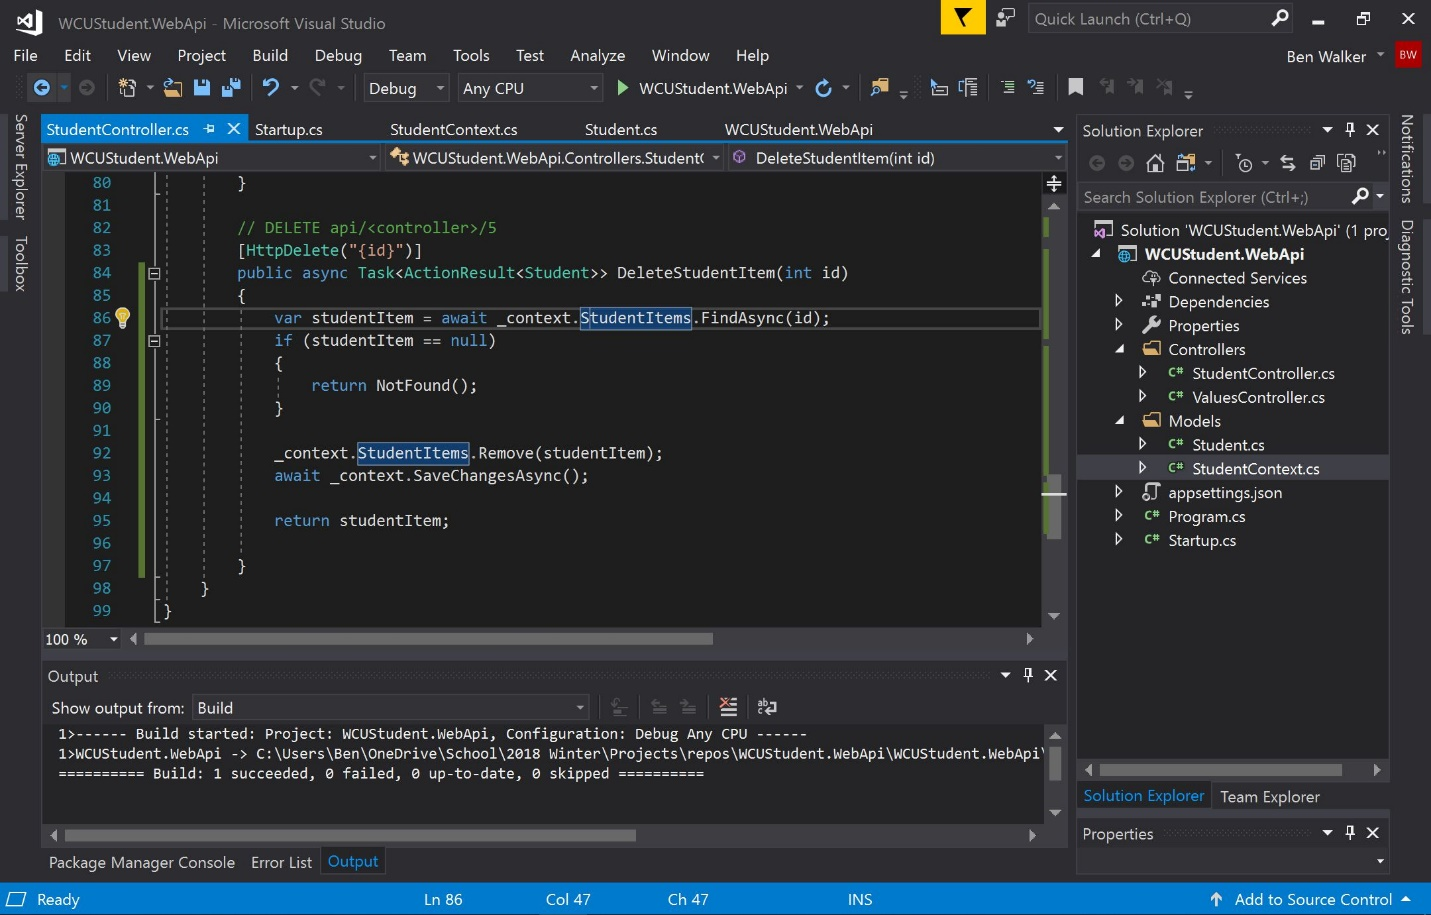 WCUStudent.WebApi - Microsoft Visual Studio
Quick Launch (Ctrl+Q)
File Edit View Project Build Debug Team Tools Test Analyze Window Help
Ben Walker BW
Debug Any CPU WCUStudent.WebApi
Server Explorer
Toolbox
StudentController.cs Startup.cs StudentContext.cs Student.cs WCUStudent.WebApi
WCUStudent.WebApi WCUStudent.WebApi.Controllers.Student DeleteStudentItem(int id)
80 }
81
82 // DELETE api/<controller>/5
83 [HttpDelete("{id}")]
84 public async Task<ActionResult<Student>> DeleteStudentItem(int id)
85 {
86 var studentItem = await _context.StudentItems.FindAsync(id);
87 if (studentItem == null)
88 {
89 return NotFound();
90 }
91
92 _context.StudentItems.Remove(studentItem);
93 await _context.SaveChangesAsync();
94
95 return studentItem;
96
97 }
98 }
99 }
100 %
Output
Show output from: Build
1>------ Build started: Project: WCUStudent.WebApi, Configuration: Debug Any CPU ------
1>WCUStudent.WebApi -> C:\Users\Ben\OneDrive\School\2018 Winter\Projects\repos\WCUStudent.WebApi\WCUStudent.WebApi\
========== Build: 1 succeeded, 0 failed, 0 up-to-date, 0 skipped ==========
Package Manager Console Error List Output
Solution Explorer
Search Solution Explorer (Ctrl+;)
Solution 'WCUStudent.WebApi' (1 proj
WCUStudent.WebApi
Connected Services
Dependencies
Properties
Controllers
C# StudentController.cs
C# ValuesController.cs
Models
C# Student.cs
C# StudentContext.cs
appsettings.json
C# Program.cs
C# Startup.cs
Solution Explorer Team Explorer
Properties
Notifications
Diagnostic Tools
Ready Ln 86 Col 47 Ch 47 INS Add to Source Control